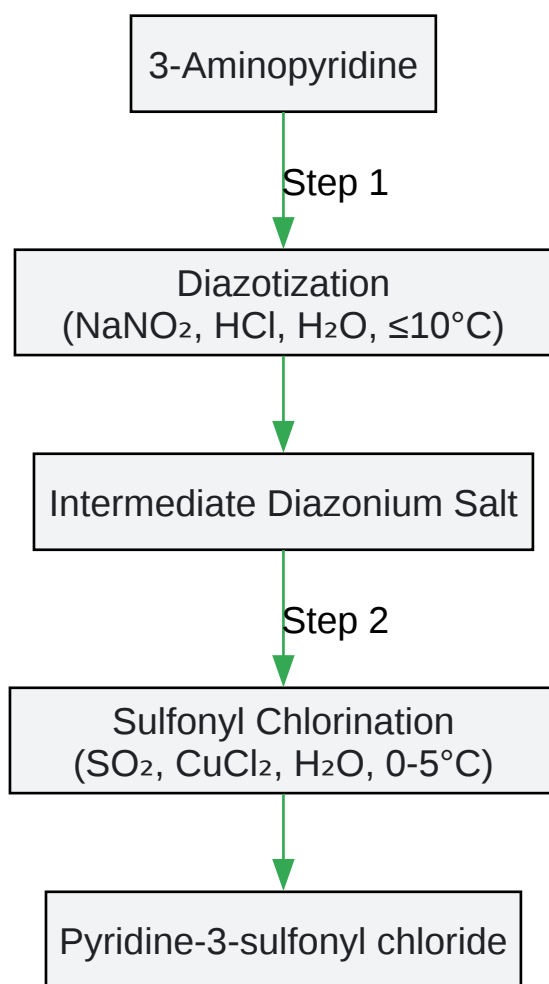 3-Aminopyridine
Step 1
Diazotization
(NaNO₂, HCl, H₂O, ≤10°C)
Intermediate Diazonium Salt
Step 2
Sulfonyl Chlorination
(SO₂, CuCl₂, H₂O, 0-5°C)
Pyridine-3-sulfonyl chloride